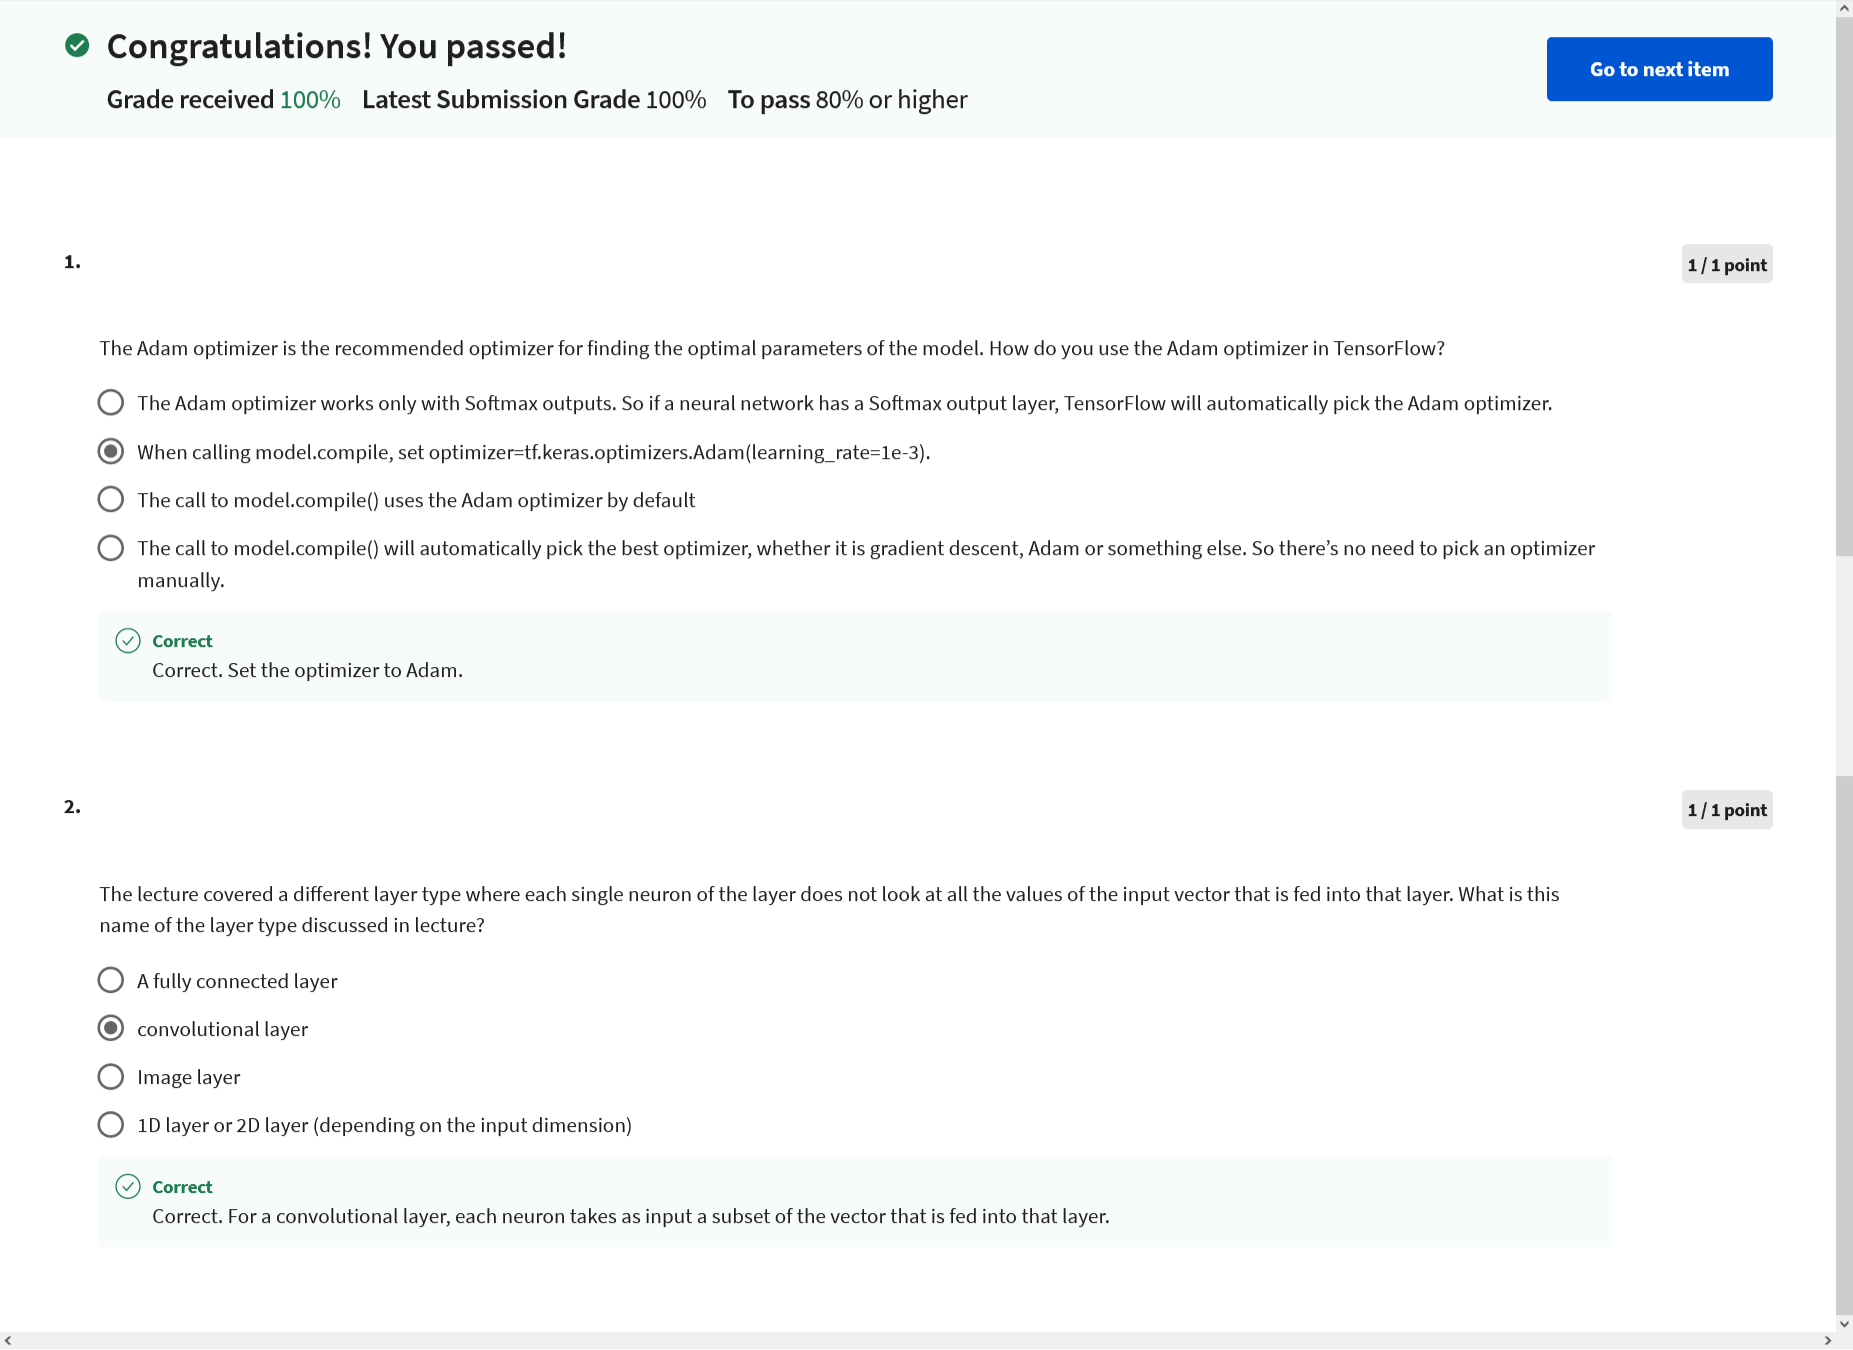 Congratulations! You passed!
Go to next item
Grade received 100% Latest Submission Grade 100% To pass 80% or higher
1.
1 / 1 point
The Adam optimizer is the recommended optimizer for finding the optimal parameters of the model. How do you use the Adam optimizer in TensorFlow?
The Adam optimizer works only with Softmax outputs. So if a neural network has a Softmax output layer, TensorFlow will automatically pick the Adam optimizer.
When calling model.compile, set optimizer=tf.keras.optimizers.Adam(learning_rate=1e-3).
The call to model.compile() uses the Adam optimizer by default
The call to model.compile() will automatically pick the best optimizer, whether it is gradient descent, Adam or something else. So there’s no need to pick an optimizer
manually.
Correct
Correct. Set the optimizer to Adam.
2.
1 / 1 point
The lecture covered a different layer type where each single neuron of the layer does not look at all the values of the input vector that is fed into that layer. What is this
name of the layer type discussed in lecture?
A fully connected layer
convolutional layer
Image layer
1D layer or 2D layer (depending on the input dimension)
Correct
Correct. For a convolutional layer, each neuron takes as input a subset of the vector that is fed into that layer.